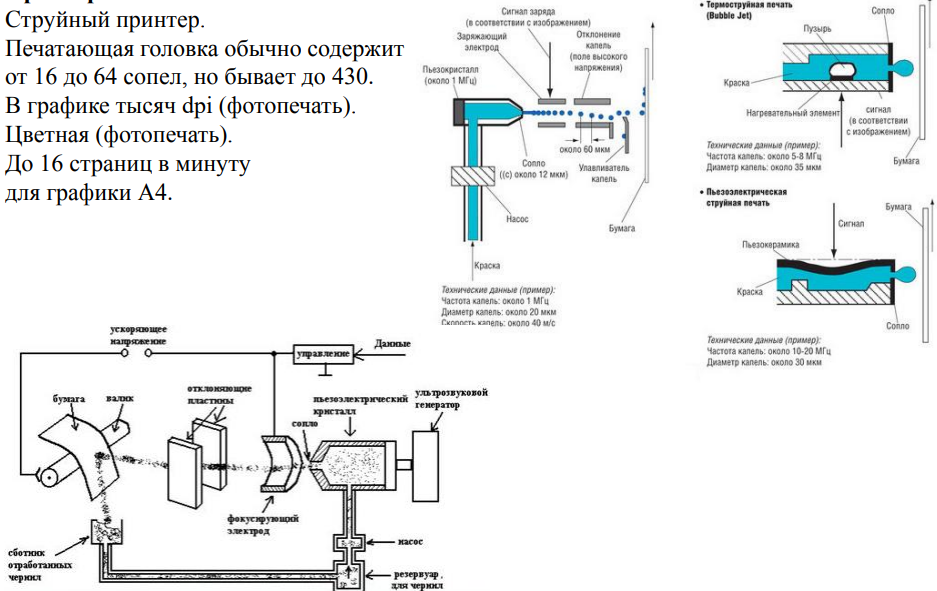 Струйный принтер.
Печатающая головка обычно содержит
от 16 до 64 сопел, но бывает до 430.
В графике тысяч dpi (фотопечать).
Цветная (фотопечать).
До 16 страниц в минуту
для графики А4.
Сигнал заряда
(в соответствии с изображением)
Заряжающий
электрод
Отклонение
капель
(поле высокого
напряжения)
Пьезокристалл
(около 1 МГц)
около 60 мкм
Сопло
((с) около 12 мкм)
Улавливатель
капель
Насос
Бумага
Краска
Технические данные (пример):
Частота капель: около 1 МГц
Диаметр капель: около 20 мкм
Скорость капель: около 40 м/с
• Термоструйная печать
(Bubble Jet)
Сопло
Пузырь
Краска
Нагревательный элемент
сигнал
(в соответствии
с изображением)
Бумага
Технические данные (пример):
Частота капель: около 5-8 МГц
Диаметр капель: около 35 мкм
• Пьезоэлектрическая
струйная печать
Бумага
Сигнал
Пьезокерамика
Краска
Сопло
Технические данные (пример):
Частота капель: около 10-20 МГц
Диаметр капель: около 30 мкм
ускоряющее
напряжение
управление
Данные
бумага
валик
отклоняющие
пластины
пьезоэлектрический
кристалл
ультрозвуковой
генератор
сопло
фокусирующий
электрод
насос
сботник
отработанных
чернил
резервуар ,
для чернил